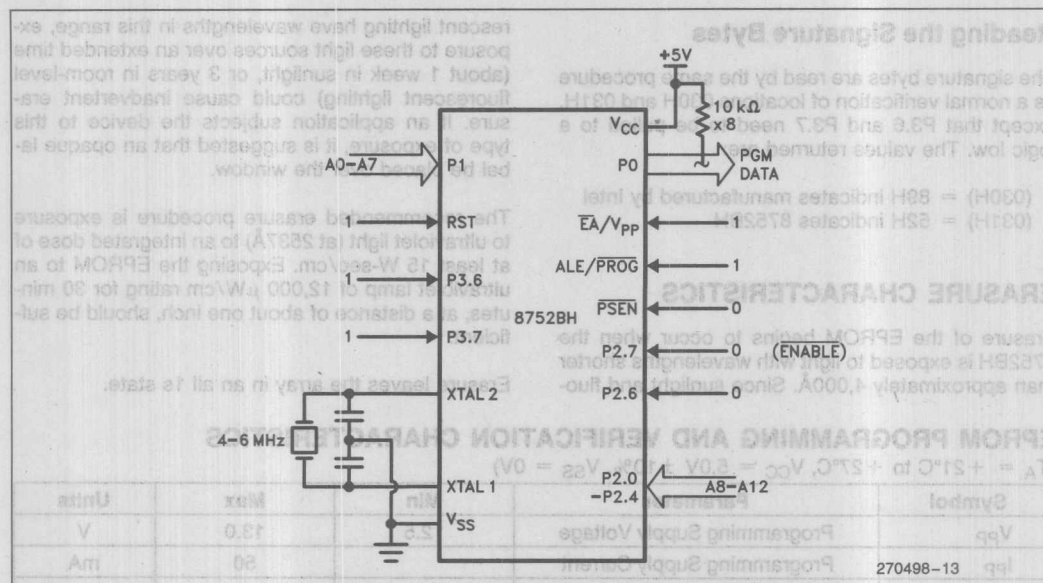 Reading the Signature Bytes
The signature bytes are read by the same procedure
as a normal verification of locations 030H and 031H,
except that P3.6 and P3.7 need to be pulled to a
logic low. The values returned are:
(030H) = 89H indicates manufactured by Intel
(031H) = 52H indicates 8752BH
ERASURE CHARACTERISTICS
Erasure of the EPROM begins to occur when the
8752BH is exposed to light with wavelengths shorter
than approximately 4,000Å. Since sunlight and fluo-
rescent lighting have wavelengths in this range, ex-
posure to these light sources over an extended time
(about 1 week in sunlight, or 3 years in room-level
fluorescent lighting) could cause inadvertent era-
sure. If an application subjects the device to this
type of exposure, it is suggested that an opaque la-
bel be placed over the window.
The recommended erasure procedure is exposure
to ultraviolet light (at 2537Å) to an integrated dose of
at least 15 W-sec/cm. Exposing the EPROM to an
ultraviolet lamp of 12,000 µW/cm rating for 30 min-
utes, at a distance of about one inch, should be suf-
ficient.
Erasure leaves the array in an all 1s state.
+5V
10 kΩ
x8
VCC
A0-A7
P1
P0
PGM
DATA
1
RST
EA/VPP
1
1
P3.6
ALE/PROG
1
PSEN
0
8752BH
1
P3.7
P2.7
0
(ENABLE)
P2.6
0
XTAL 2
4-6 MHz
XTAL 1
P2.0
-P2.4
A8-A12
VSS
EPROM PROGRAMMING AND VERIFICATION CHARACTERISTICS
TA = +21°C to +27°C, VCC = 5.0V ±10%, VSS = 0V)
Symbol Parameter Min Max Units
VPP Programming Supply Voltage 12.5 13.0 V
IPP Programming Supply Current 50 mA
270498-13